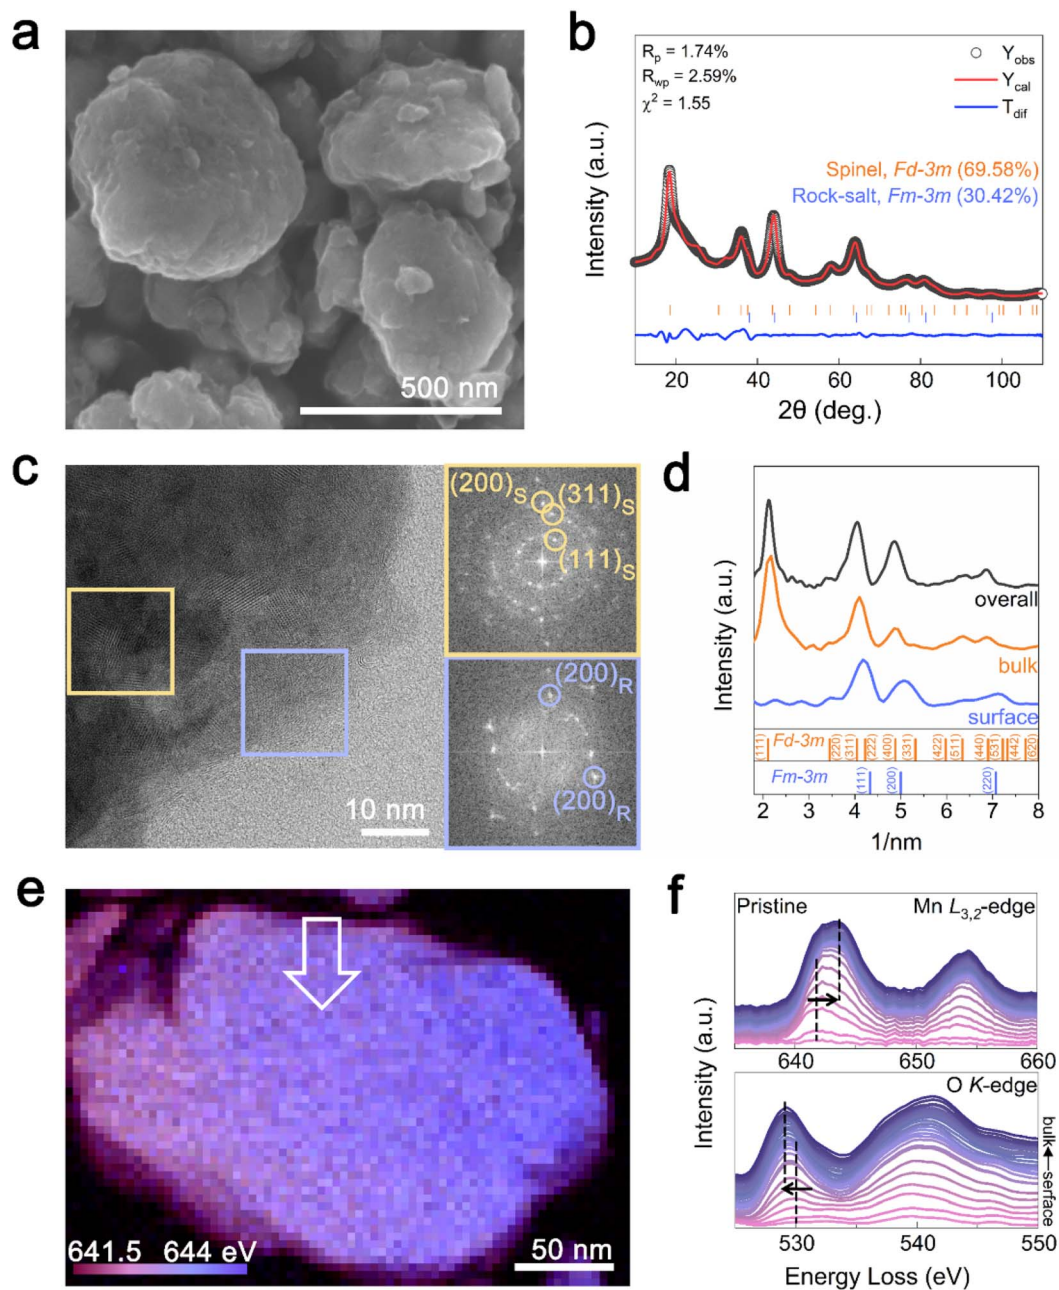 a
500 nm
b
Rp = 1.74%
Rwp = 2.59%
χ² = 1.55
Yobs
Ycal
Tdif
Spinel, Fd-3m (69.58%)
Rock-salt, Fm-3m (30.42%)
Intensity (a.u.)
20 40 60 80 100
2θ (deg.)
c
10 nm
(200)S
(311)S
(111)S
(200)R
(200)R
d
Intensity (a.u.)
overall
bulk
surface
Fd-3m
(111) (220) (311) (222) (400) (331) (422) (511) (440) (531) (442) (620)
Fm-3m
(111) (200) (220)
2 3 4 5 6 7 8
1/nm
e
641.5 644 eV
50 nm
f
Pristine Mn L3,2-edge
640 650 660
O K-edge
Intensity (a.u.)
bulk
serface
530 540 550
Energy Loss (eV)